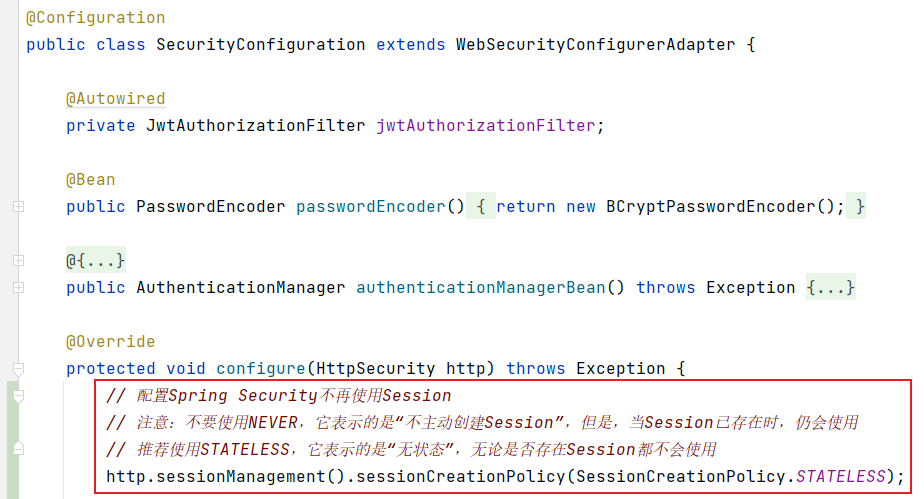 @Configuration
public class SecurityConfiguration extends WebSecurityConfigurerAdapter {
@Autowired
private JwtAuthorizationFilter jwtAuthorizationFilter;
@Bean
public PasswordEncoder passwordEncoder() { return new BCryptPasswordEncoder(); }
@{...}
public AuthenticationManager authenticationManagerBean() throws Exception {...}
@Override
protected void configure(HttpSecurity http) throws Exception {
// 配置Spring Security不再使用Session
// 注意：不要使用NEVER，它表示的是“不主动创建Session”，但是，当Session已存在时，仍会使用
// 推荐使用STATELESS，它表示的是“无状态”，无论是否存在Session都不会使用
http.sessionManagement().sessionCreationPolicy(SessionCreationPolicy.STATELESS);